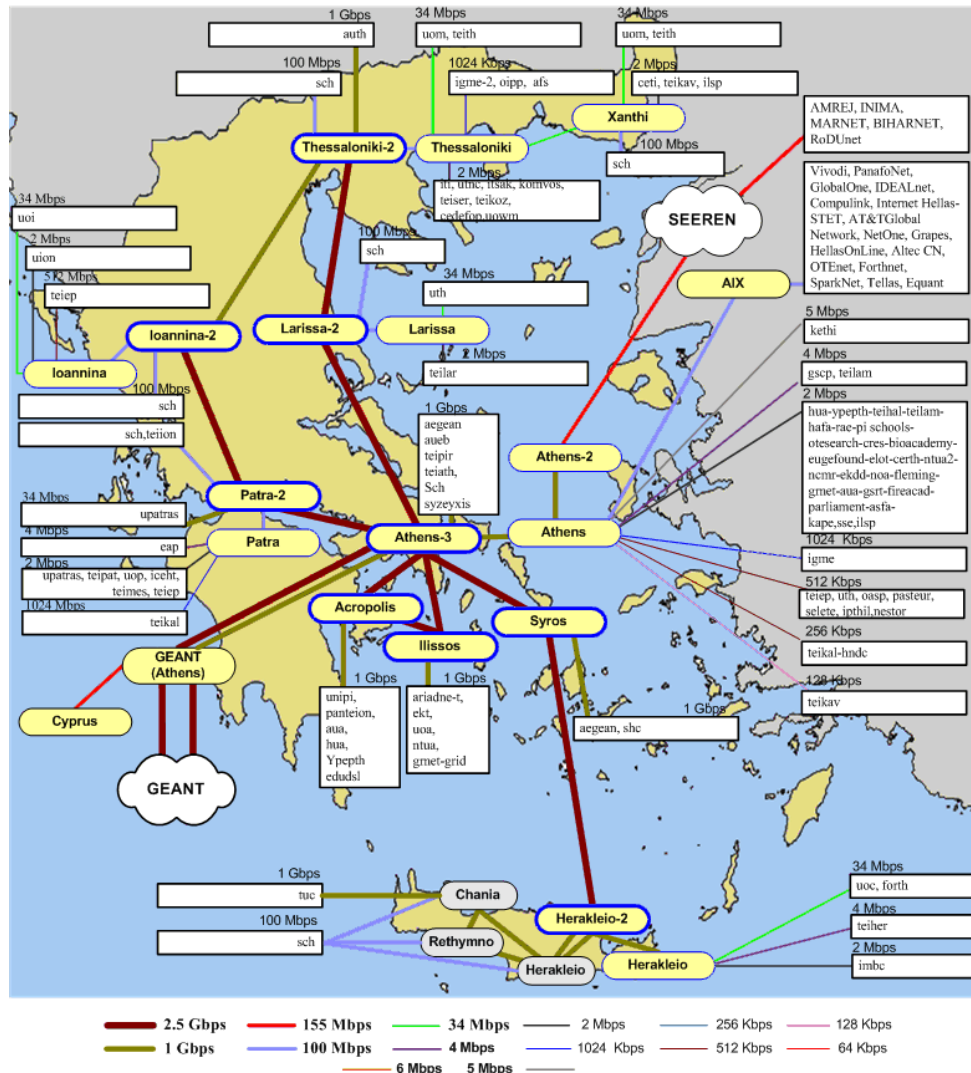 1 Gbps
auth
34 Mbps
uom, teith
34 Mbps
uom, teith
100 Mbps
sch
1024 Kbps
igme-2, oipp, afs
2 Mbps
ceti, teikav, ilsp
Xanthi
AMREJ, INIMA,
MARNET, BIHARNET,
RoDUnet
Thessaloniki-2
Thessaloniki
100 Mbps
sch
2 Mbps
iti, utnc, itsak, komvos,
teiser, teikoz,
cedefop,uowm
Vivodi, PanafoNet,
GlobalOne, IDEALnet,
Compulink, Internet Hellas-
STET, AT&TGlobal
Network, NetOne, Grapes,
HellasOnLine, Altec CN,
OTEnet, Forthnet,
SparkNet, Tellas, Equant
34 Mbps
uoi
2 Mbps
uion
512 Kbps
teiep
100 Mbps
sch
SEEREN
AIX
34 Mbps
uth
Ioannina-2
Larissa-2
Larissa
5 Mbps
kethi
2 Mbps
teilar
Ioannina
4 Mbps
gscp, teilam
100 Mbps
sch
sch,teiion
1 Gbps
aegean
aueb
teipir
teiath,
Sch
syzeyxis
2 Mbps
hua-ypepth-teihal-teilam-
hafa-rae-pi schools-
otesearch-cres-bioacademy-
eugefound-elot-certh-ntua2-
ncmr-ekdd-noa-fleming-
grnet-aua-gsrt-fireacad-
parliament-asfa-
kape,sse,ilsp
Athens-2
34 Mbps
upatras
Patra-2
Patra
Athens-3
Athens
4 Mbps
eap
1024 Kbps
igme
2 Mbps
upatras, teipat, uop, iceht,
teimes, teiep
512 Kbps
teiep, uth, oasp, pasteur,
selete, ipthil,nestor
1024 Mbps
teikal
Acropolis
Syros
Ilissos
256 Kbps
teikal-hndc
GEANT
(Athens)
128 Kbps
teikav
Cyprus
1 Gbps
unipi,
panteion,
aua,
hua,
Ypepth
edudsl
1 Gbps
ariadne-t,
ekt,
uoa,
ntua,
grnet-grid
1 Gbps
aegean, shc
GEANT
1 Gbps
tuc
Chania
34 Mbps
uoc, forth
100 Mbps
sch
Rethymno
Herakleio-2
4 Mbps
teiher
Herakleio
Herakleio
2 Mbps
imbc
2.5 Gbps 155 Mbps 34 Mbps 2 Mbps 256 Kbps 128 Kbps
1 Gbps 100 Mbps 4 Mbps 1024 Kbps 512 Kbps 64 Kbps
6 Mbps 5 Mbps